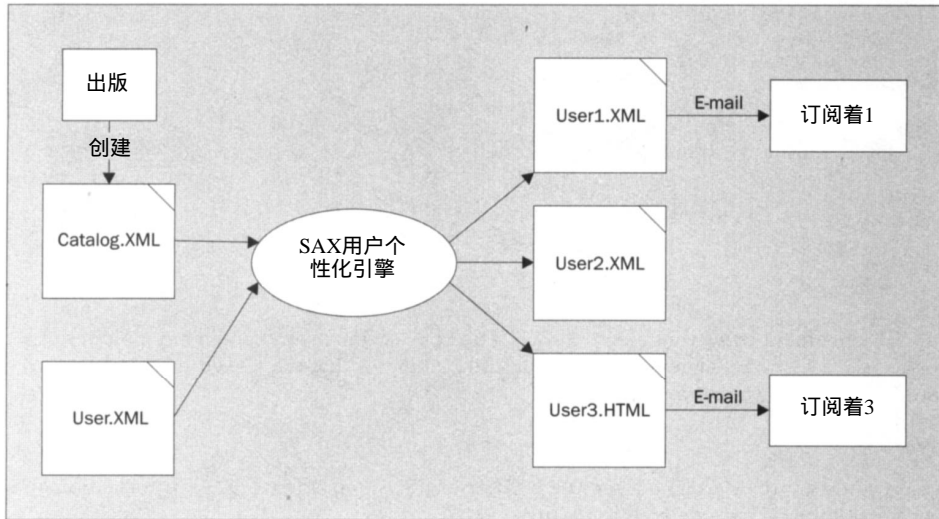 出版
创建
Catalog.XML
User.XML
SAX用户个
性化引擎
User1.XML
E-mail
订阅着1
User2.XML
User3.HTML
E-mail
订阅着3